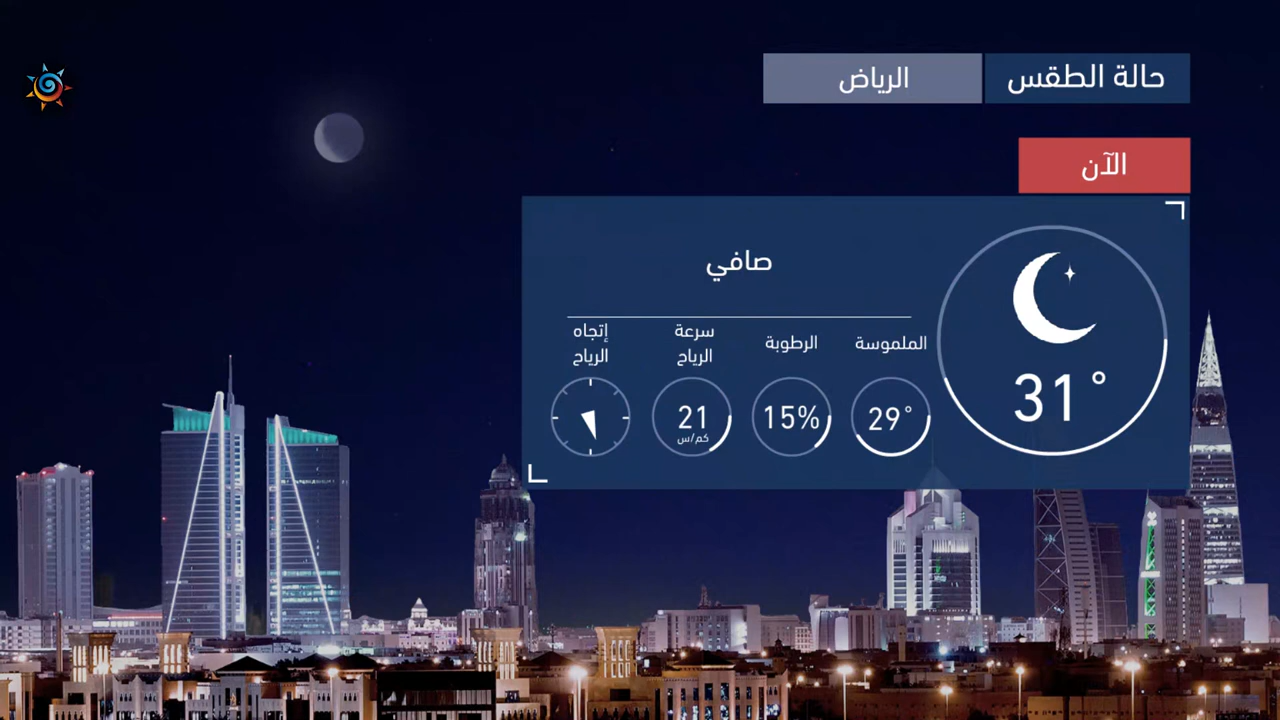 حالة الطقس
الرياض
الآن
صافي
31°
الملموسة
29°
الرطوبة
15%
سرعة
الرياح
21
كم/س
إتجاه
الرياح